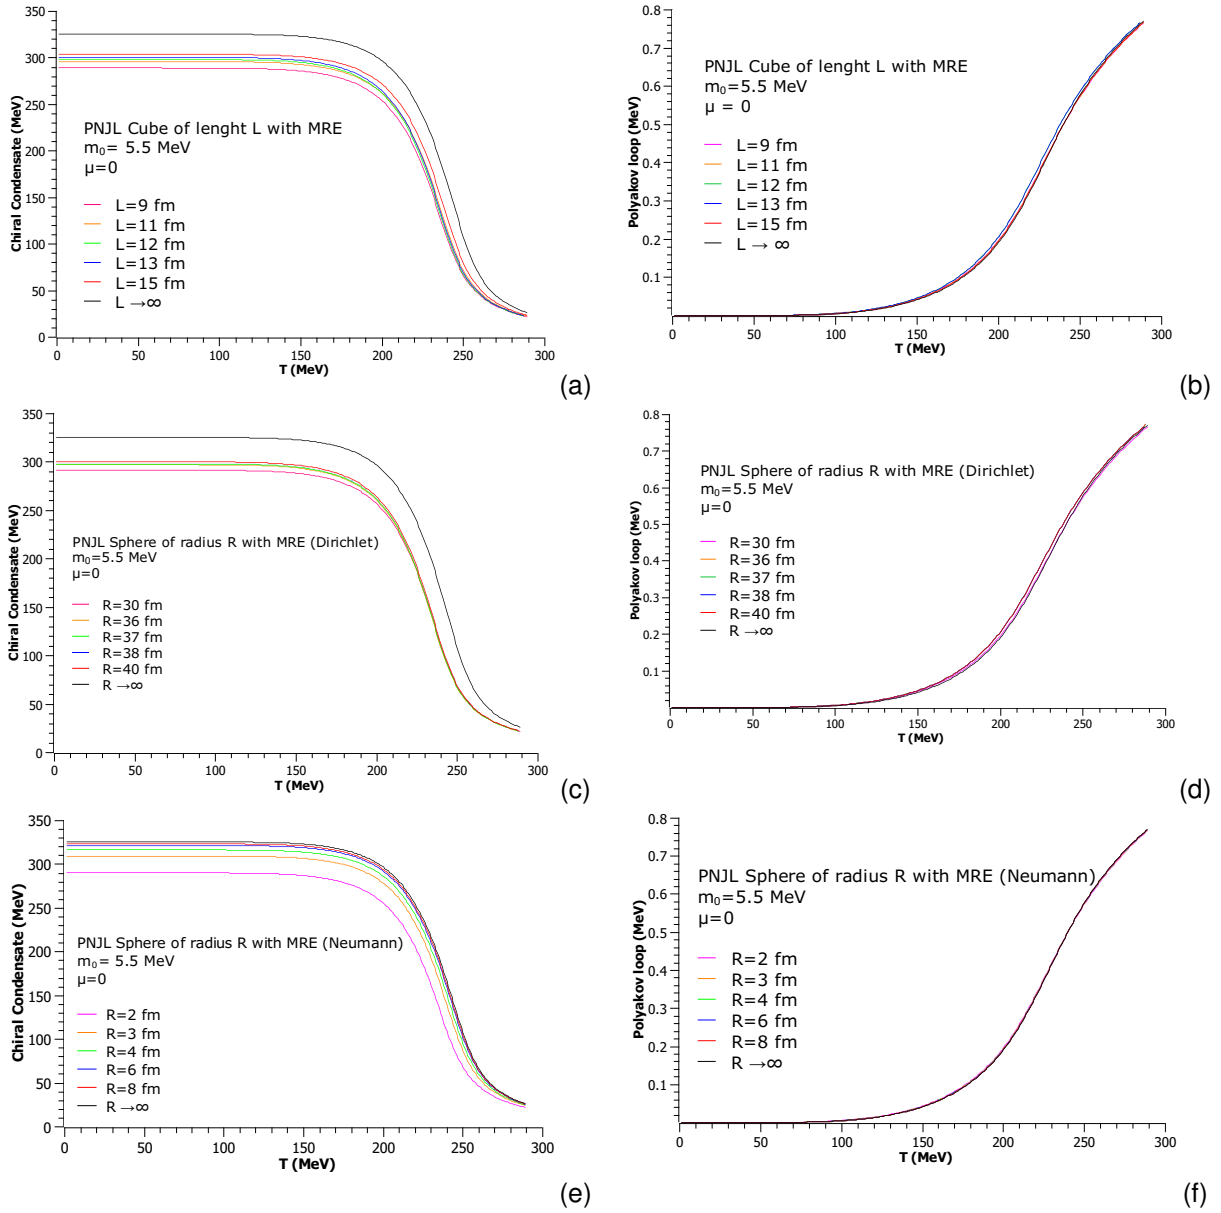 350
300
250
200
150
100
50
0
Chiral Condensate (MeV)
PNJL Cube of lenght L with MRE
m₀= 5.5 MeV
μ=0
L=9 fm
L=11 fm
L=12 fm
L=13 fm
L=15 fm
L →∞
0 50 100 150 200 250 300
T (MeV)
(a)
0.8
0.7
0.6
0.5
0.4
0.3
0.2
0.1
Polyakov loop (MeV)
PNJL Cube of lenght L with MRE
m₀=5.5 MeV
μ = 0
L=9 fm
L=11 fm
L=12 fm
L=13 fm
L=15 fm
L → ∞
0 50 100 150 200 250 300
T (MeV)
(b)
350
300
250
200
150
100
50
0
Chiral Condensate (MeV)
PNJL Sphere of radius R with MRE (Dirichlet)
m₀=5.5 MeV
μ=0
R=30 fm
R=36 fm
R=37 fm
R=38 fm
R=40 fm
R →∞
0 50 100 150 200 250 300
T (MeV)
(c)
0.8
0.7
0.6
0.5
0.4
0.3
0.2
0.1
Polyakov loop (MeV)
PNJL Sphere of radius R with MRE (Dirichlet)
m₀=5.5 MeV
μ=0
R=30 fm
R=36 fm
R=37 fm
R=38 fm
R=40 fm
R →∞
0 50 100 150 200 250 300
T (MeV)
(d)
350
300
250
200
150
100
50
0
Chiral Condensate (MeV)
PNJL Sphere of radius R with MRE (Neumann)
m₀= 5.5 MeV
μ=0
R=2 fm
R=3 fm
R=4 fm
R=6 fm
R=8 fm
R →∞
0 50 100 150 200 250 300
T (MeV)
(e)
0.8
0.7
0.6
0.5
0.4
0.3
0.2
0.1
Polyakov loop (MeV)
PNJL Sphere of radius R with MRE (Neumann)
m₀=5.5 MeV
μ=0
R=2 fm
R=3 fm
R=4 fm
R=6 fm
R=8 fm
R →∞
0 50 100 150 200 250 300
T (MeV)
(f)